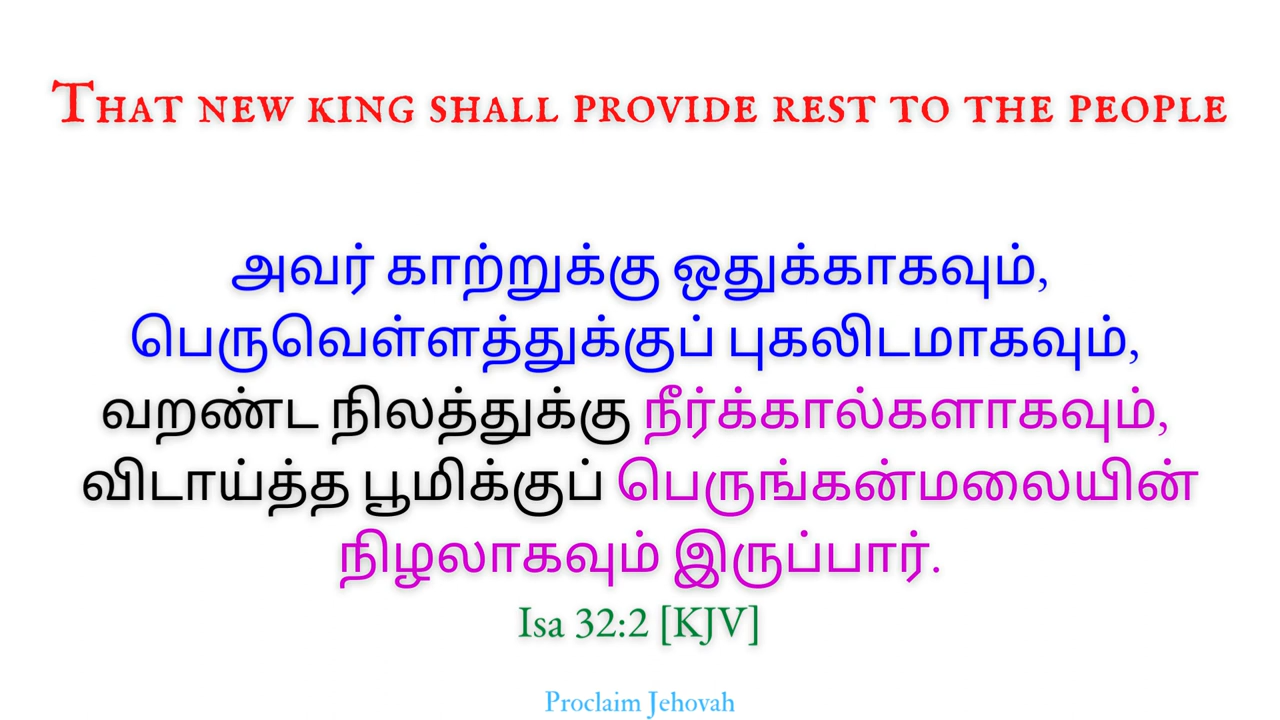 That new king shall provide rest to the people
அவர் காற்றுக்கு ஒதுக்காகவும்,
பெருவெள்ளத்துக்குப் புகலிடமாகவும்,
வறண்ட நிலத்துக்கு நீர்க்கால்களாகவும்,
விடாய்த்த பூமிக்குப் பெருங்கன்மலையின்
நிழலாகவும் இருப்பார்.
Isa 32:2 [KJV]
Proclaim Jehovah